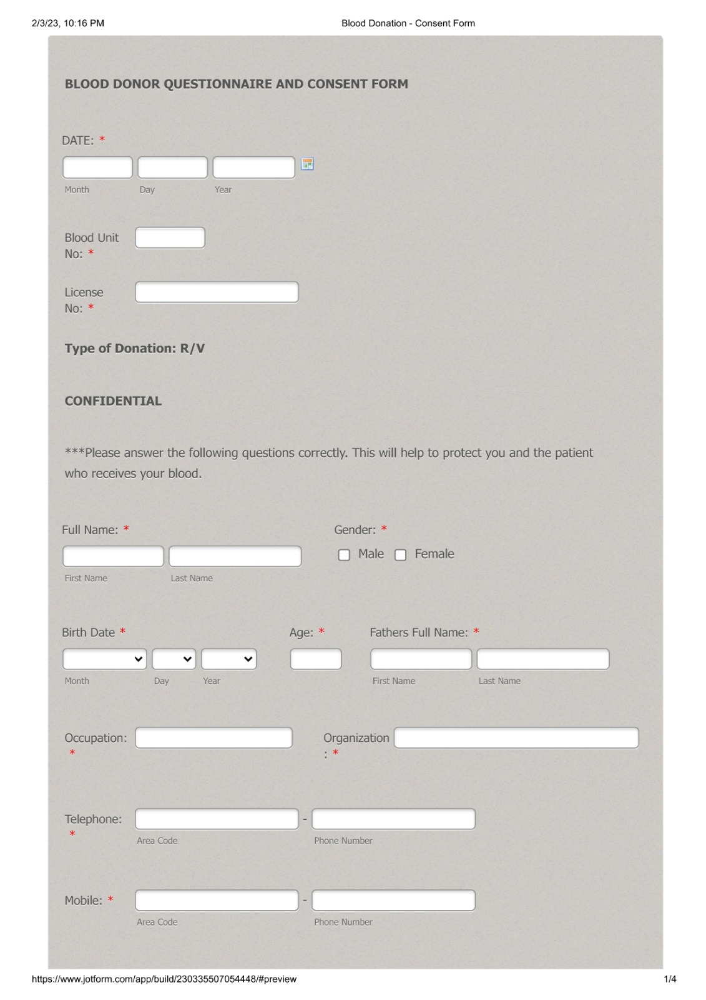 2/3/23, 10:16 PM Blood Donation - Consent Form
BLOOD DONOR QUESTIONNAIRE AND CONSENT FORM
DATE: *
Month Day Year
Blood Unit
No: *
License
No: *
Type of Donation: R/V
CONFIDENTIAL
***Please answer the following questions correctly. This will help to protect you and the patient
who receives your blood.
Full Name: * Gender: *
Male Female
First Name Last Name
Birth Date * Age: * Fathers Full Name: *
Month Day Year First Name Last Name
Occupation: Organization
* : *
Telephone: -
*
Area Code Phone Number
Mobile: * -
Area Code Phone Number
https://www.jotform.com/app/build/230335507054448/#preview 1/4